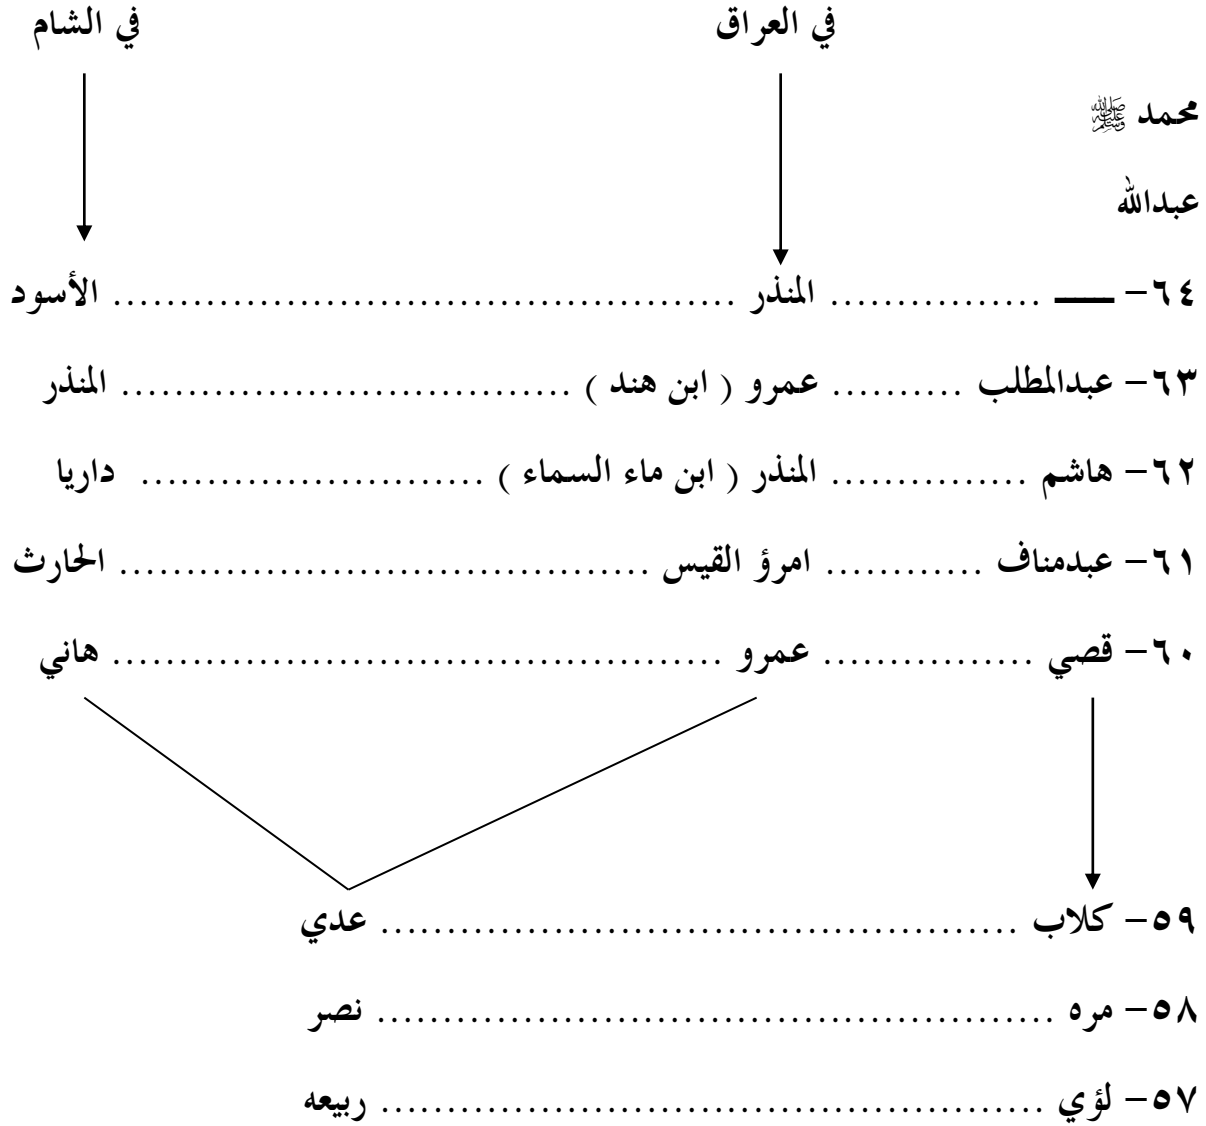 في العراق في الشام
محمد ﷺ
عبدالله
٦٤- ـــــ ................ المنذر ............................................... الأسود
٦٣- عبدالمطلب .......... عمرو ( ابن هند ) .................................. المنذر
٦٢- هاشم ............... المنذر ( ابن ماء السماء ) .......................... داريا
٦١- عبدمناف ............ امرؤ القيس ........................................ الحارث
٦٠- قصي ................ عمرو .............................................. هاني
٥٩- كلاب ................................................ عدي
٥٨- مره ................................................... نصر
٥٧- لؤي .................................................. ربيعه